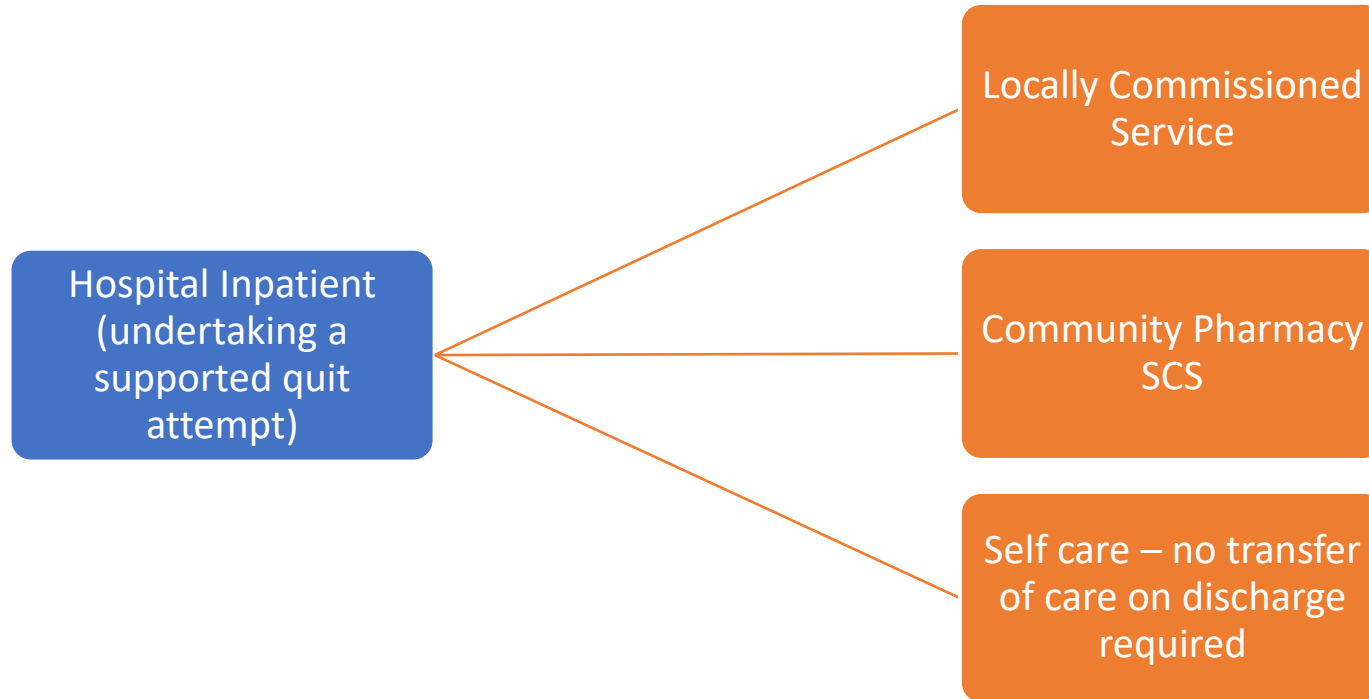 Hospital Inpatient
(undertaking a
supported quit
attempt)
Locally Commissioned
Service
Community Pharmacy
SCS
Self care – no transfer
of care on discharge
required